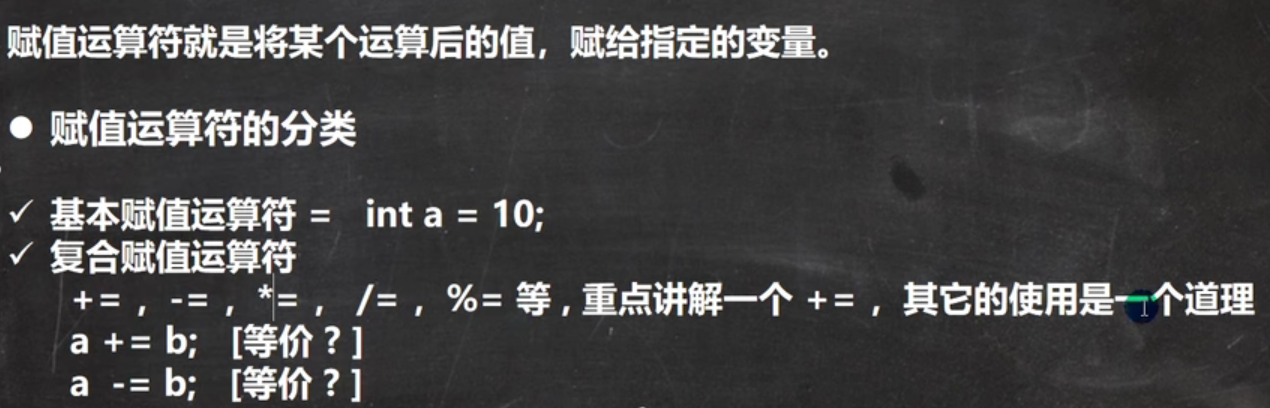 赋值运算符就是将某个运算后的值，赋给指定的变量。
● 赋值运算符的分类
✓ 基本赋值运算符 = int a = 10;
✓ 复合赋值运算符
+= , -= , *= , /= , %= 等 , 重点讲解一个 += ，其它的使用是一个道理
a += b; [等价 ? ]
a -= b; [等价 ? ]